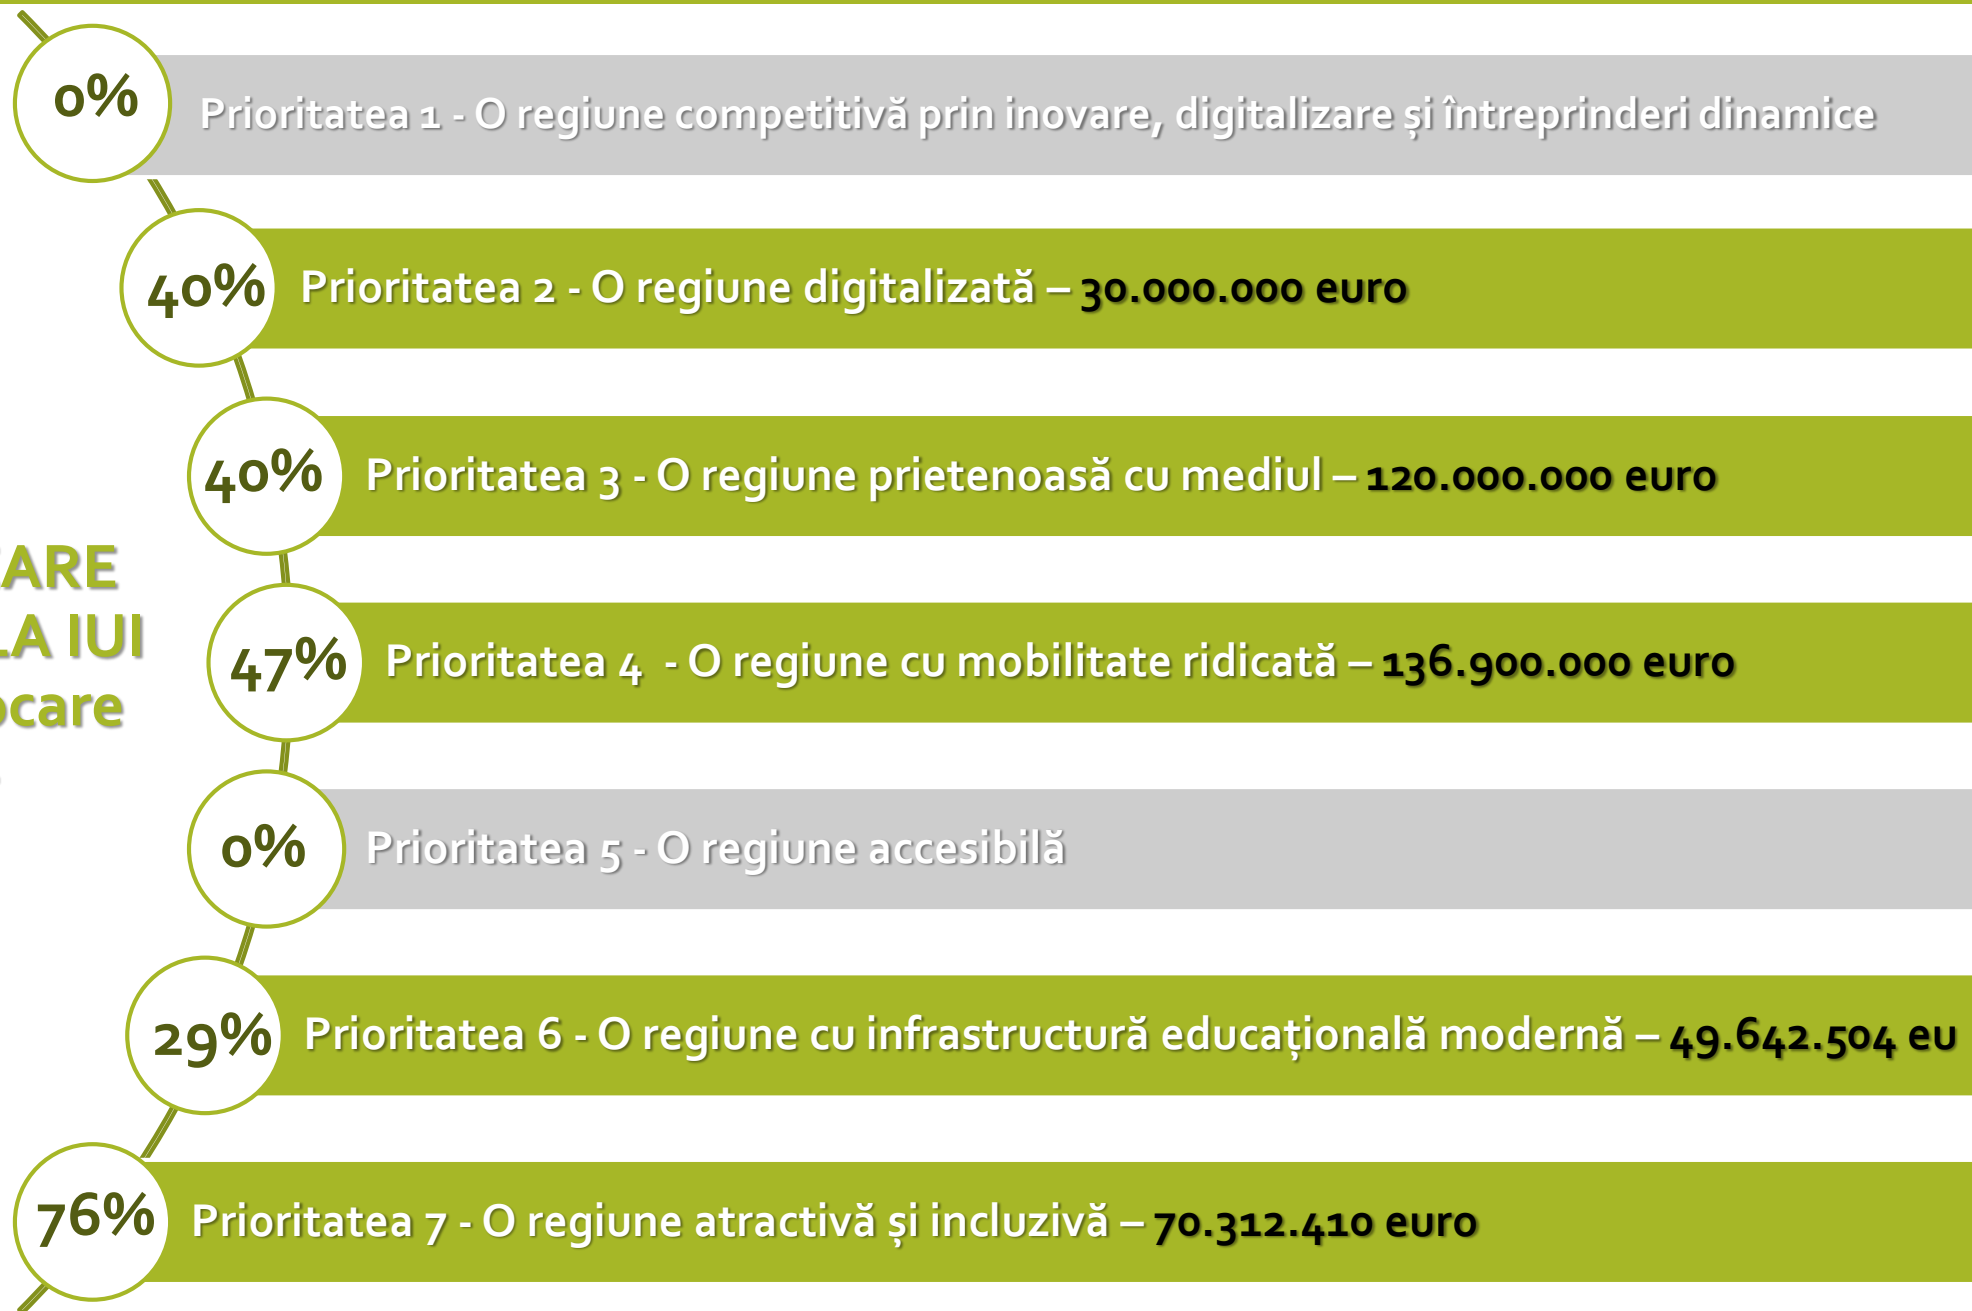 0%
Prioritatea 1 - O regiune competitivă prin inovare, digitalizare și întreprinderi dinamice
40%
Prioritatea 2 - O regiune digitalizată – 30.000.000 euro
40%
Prioritatea 3 - O regiune prietenoasă cu mediul – 120.000.000 euro
ARE
LA IUI
ocare
47%
Prioritatea 4 - O regiune cu mobilitate ridicată – 136.900.000 euro
0%
Prioritatea 5 - O regiune accesibilă
29%
Prioritatea 6 - O regiune cu infrastructură educațională modernă – 49.642.504 eu
76%
Prioritatea 7 - O regiune atractivă și incluzivă – 70.312.410 euro